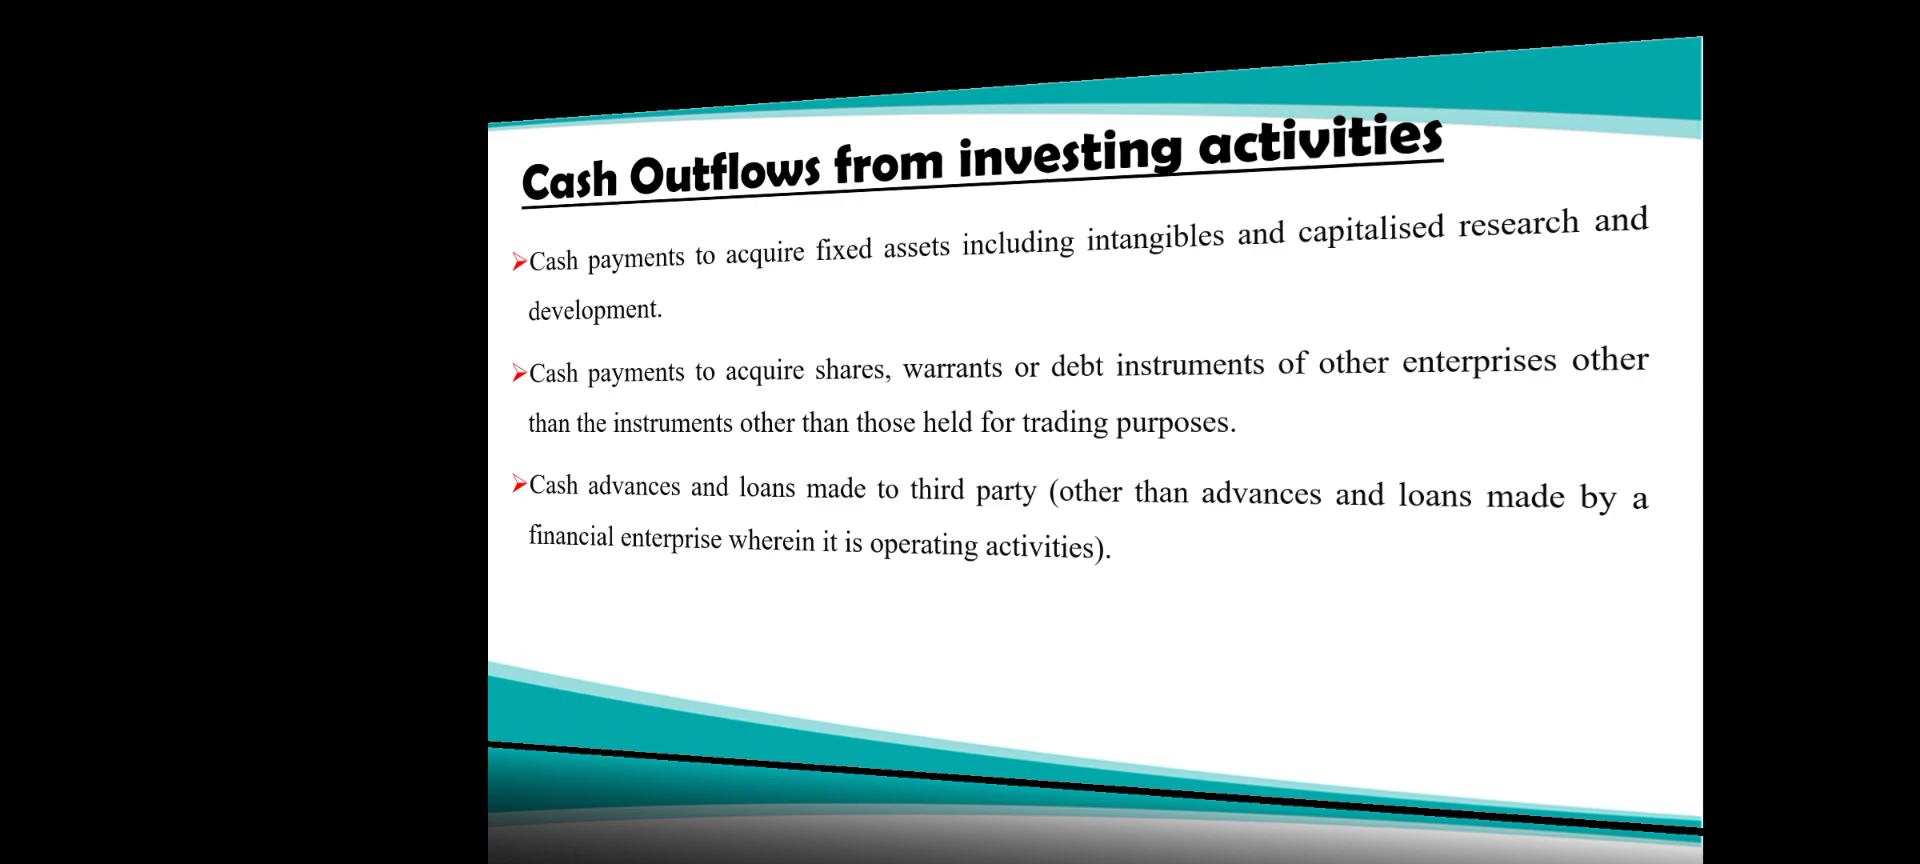 Cash Outflows from investing activities
➢Cash payments to acquire fixed assets including intangibles and capitalised research and
development.
➢Cash payments to acquire shares, warrants or debt instruments of other enterprises other
than the instruments other than those held for trading purposes.
➢Cash advances and loans made to third party (other than advances and loans made by a
financial enterprise wherein it is operating activities).